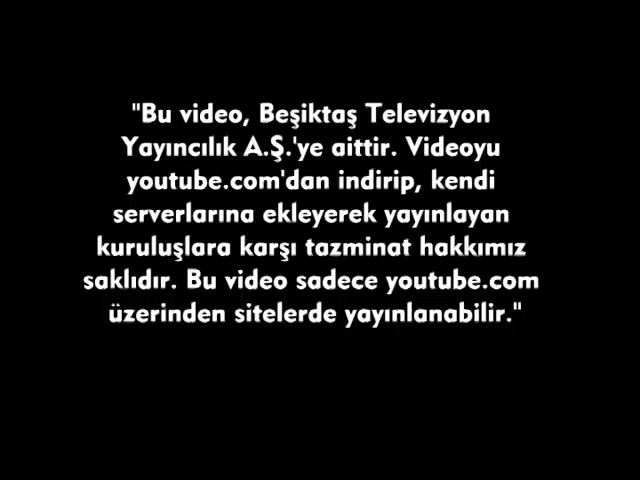 "Bu video, Beşiktaş Televizyon
Yayıncılık A.Ş.'ye aittir. Videoyu
youtube.com'dan indirip, kendi
serverlarına ekleyerek yayınlayan
kuruluşlara karşı tazminat hakkımız
saklıdır. Bu video sadece youtube.com
üzerinden sitelerde yayınlanabilir."